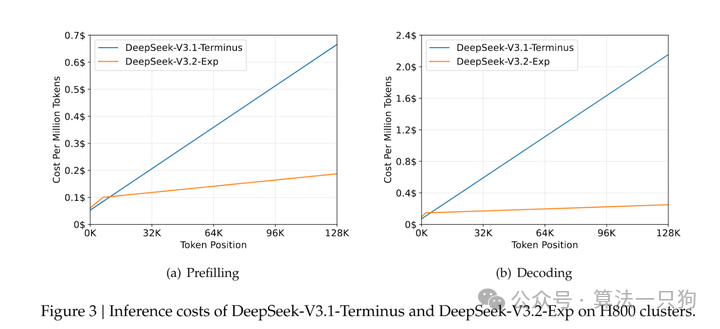 0.7$
0.6$
0.5$
0.4$
0.3$
0.2$
0.1$
0$
Cost Per Million Tokens
DeepSeek-V3.1-Terminus
DeepSeek-V3.2-Exp
0K 32K 64K 96K 128K
Token Position
(a) Prefilling
2.4$
2.0$
1.6$
1.2$
0.8$
0.4$
0$
Cost Per Million Tokens
DeepSeek-V3.1-Terminus
DeepSeek-V3.2-Exp
0K 32K 64K 96K 128K
Token Position
(b) Decoding
公众号 · 算法一只狗
Figure 3 | Inference costs of DeepSeek-V3.1-Terminus and DeepSeek-V3.2-Exp on H800 clusters.